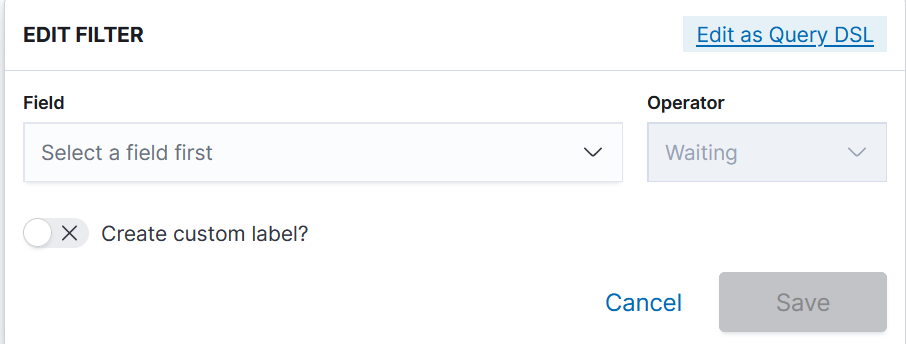 EDIT FILTER
Edit as Query DSL
Field
Operator
Select a field first
Waiting
Create custom label?
Cancel
Save